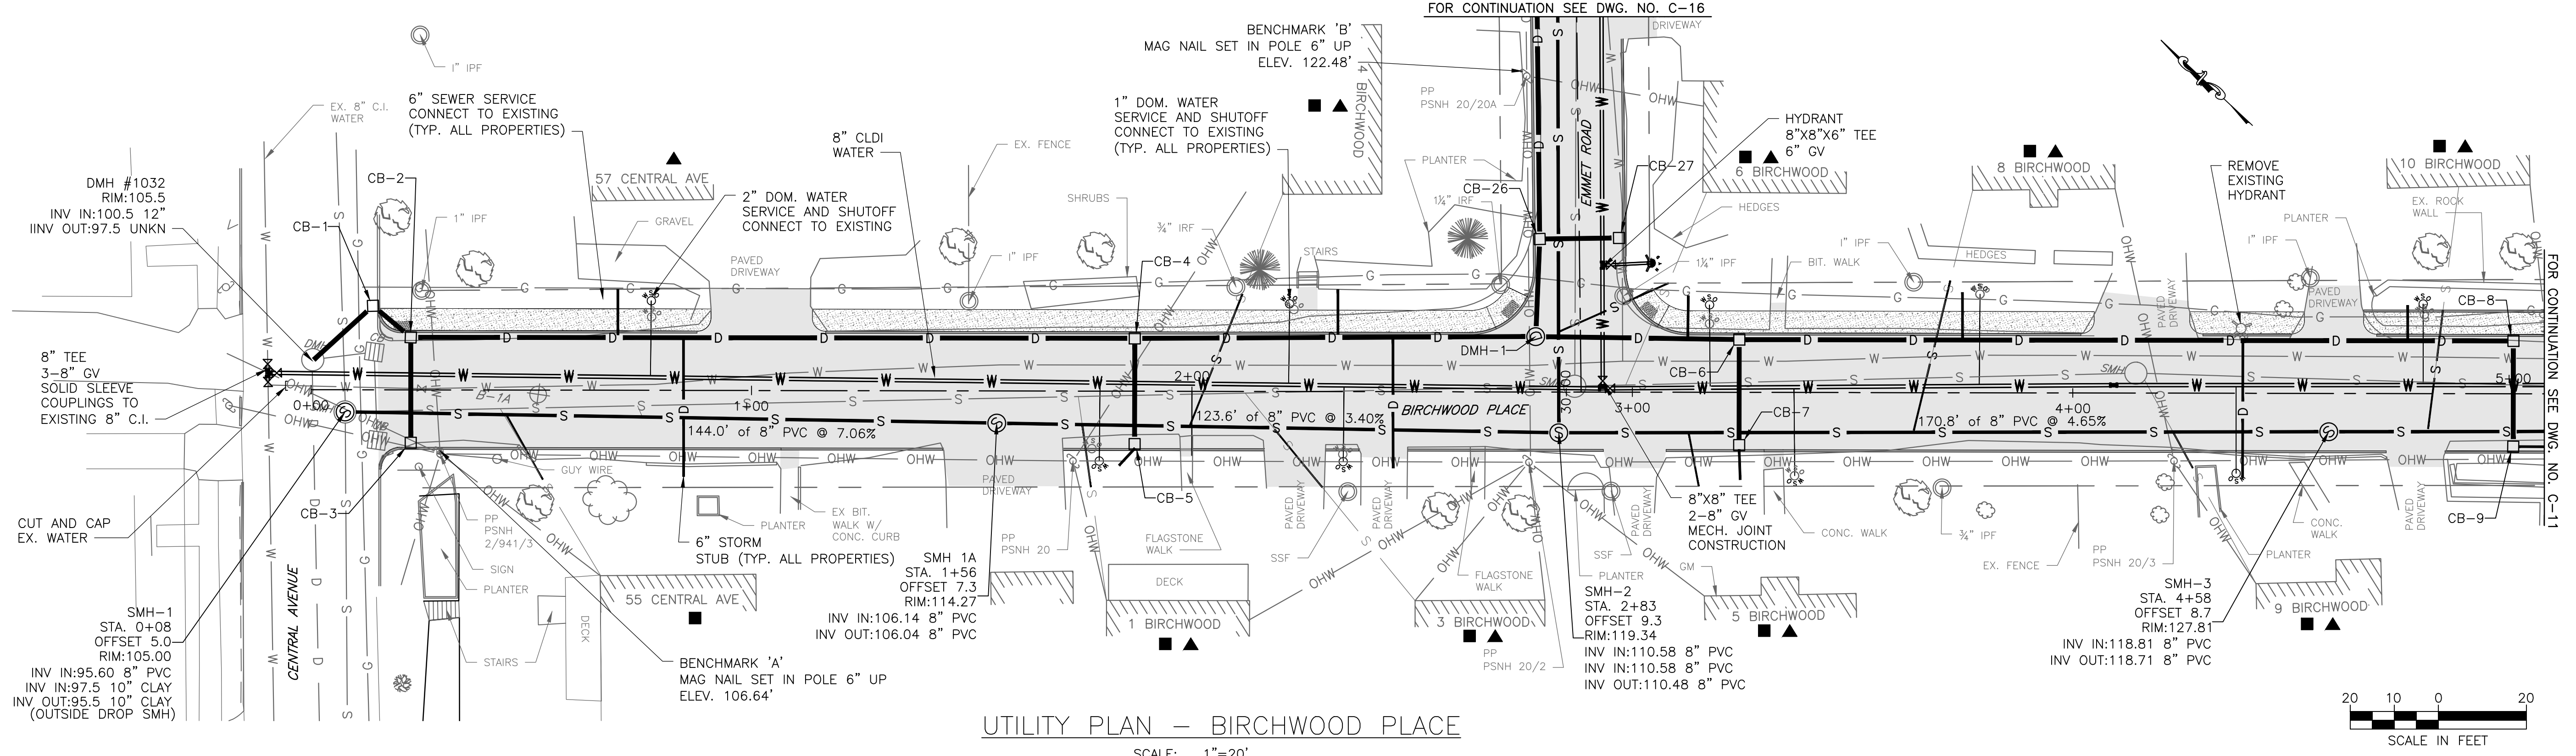 FOR CONTINUATION SEE DWG. NO. C-16
BENCHMARK 'B'
MAG NAIL SET IN POLE 6" UP
ELEV. 122.48'
DRIVEWAY
1" IPF
EX. 8" C.I.
WATER
6" SEWER SERVICE
CONNECT TO EXISTING
(TYP. ALL PROPERTIES)
8" CLDI
WATER
EX. FENCE
1" DOM. WATER
SERVICE AND SHUTOFF
CONNECT TO EXISTING
(TYP. ALL PROPERTIES)
4 BIRCHWOOD
PP
PSNH 20/20A
PLANTER
EMMET ROAD
HYDRANT
8"X8"X6" TEE
6" GV
6 BIRCHWOOD
8 BIRCHWOOD
REMOVE
EXISTING
HYDRANT
10 BIRCHWOOD
EX. ROCK
WALL
PLANTER
DMH #1032
RIM:105.5
INV IN:100.5 12"
IINV OUT:97.5 UNKN
CB-2
CB-1
1" IPF
57 CENTRAL AVE
GRAVEL
2" DOM. WATER
SERVICE AND SHUTOFF
CONNECT TO EXISTING
PAVED
DRIVEWAY
SHRUBS
1" IPF
3/4" IRF
CB-4
STAIRS
CB-26
1¼" IRF
CB-27
HEDGES
1¼" IPF
BIT. WALK
1" IPF
HEDGES
1" IPF
PAVED
DRIVEWAY
PAVED
DRIVEWAY
CB-8
FOR CONTINUATION SEE DWG. NO. C-11
8" TEE
3-8" GV
SOLID SLEEVE
COUPLINGS TO
EXISTING 8" C.I.
DMH
0+00
SMH
B-1A
1+00
2+00
DMH-1
SMH
30+00
3+00
CB-6
CB-7
4+00
SMH
5+00
144.0' of 8" PVC @ 7.06%
123.6' of 8" PVC @ 3.40%
BIRCHWOOD PLACE
170.8' of 8" PVC @ 4.65%
CUT AND CAP
EX. WATER
CB-3
PP
PSNH
2/941/3
SIGN
PLANTER
STAIRS
GUY WIRE
PLANTER
EX BIT.
WALK W/
CONC. CURB
6" STORM
STUB (TYP. ALL PROPERTIES)
PAVED
DRIVEWAY
PP
PSNH 20
CB-5
FLAGSTONE
WALK
DECK
SSF
PAVED
DRIVEWAY
PAVED
DRIVEWAY
FLAGSTONE
WALK
SSF
PLANTER
PAVED
DRIVEWAY
GM
8"X8" TEE
2-8" GV
MECH. JOINT
CONSTRUCTION
CONC. WALK
3/4" IPF
EX. FENCE
PP
PSNH 20/3
PLANTER
CONC.
WALK
PAVED
DRIVEWAY
CB-9
CENTRAL AVENUE
SMH-1
STA. 0+08
OFFSET 5.0
RIM:105.00
INV IN:95.60 8" PVC
INV IN:97.5 10" CLAY
INV OUT:95.5 10" CLAY
(OUTSIDE DROP SMH)
DECK
55 CENTRAL AVE
BENCHMARK 'A'
MAG NAIL SET IN POLE 6" UP
ELEV. 106.64'
SMH 1A
STA. 1+56
OFFSET 7.3
RIM:114.27
INV IN:106.14 8" PVC
INV OUT:106.04 8" PVC
1 BIRCHWOOD
3 BIRCHWOOD
PP
PSNH 20/2
SMH-2
STA. 2+83
OFFSET 9.3
RIM:119.34
INV IN:110.58 8" PVC
INV IN:110.58 8" PVC
INV OUT:110.48 8" PVC
5 BIRCHWOOD
SMH-3
STA. 4+58
OFFSET 8.7
RIM:127.81
INV IN:118.81 8" PVC
INV OUT:118.71 8" PVC
9 BIRCHWOOD
UTILITY PLAN – BIRCHWOOD PLACE
SCALE: 1"=20'
20 10 0 20
SCALE IN FEET